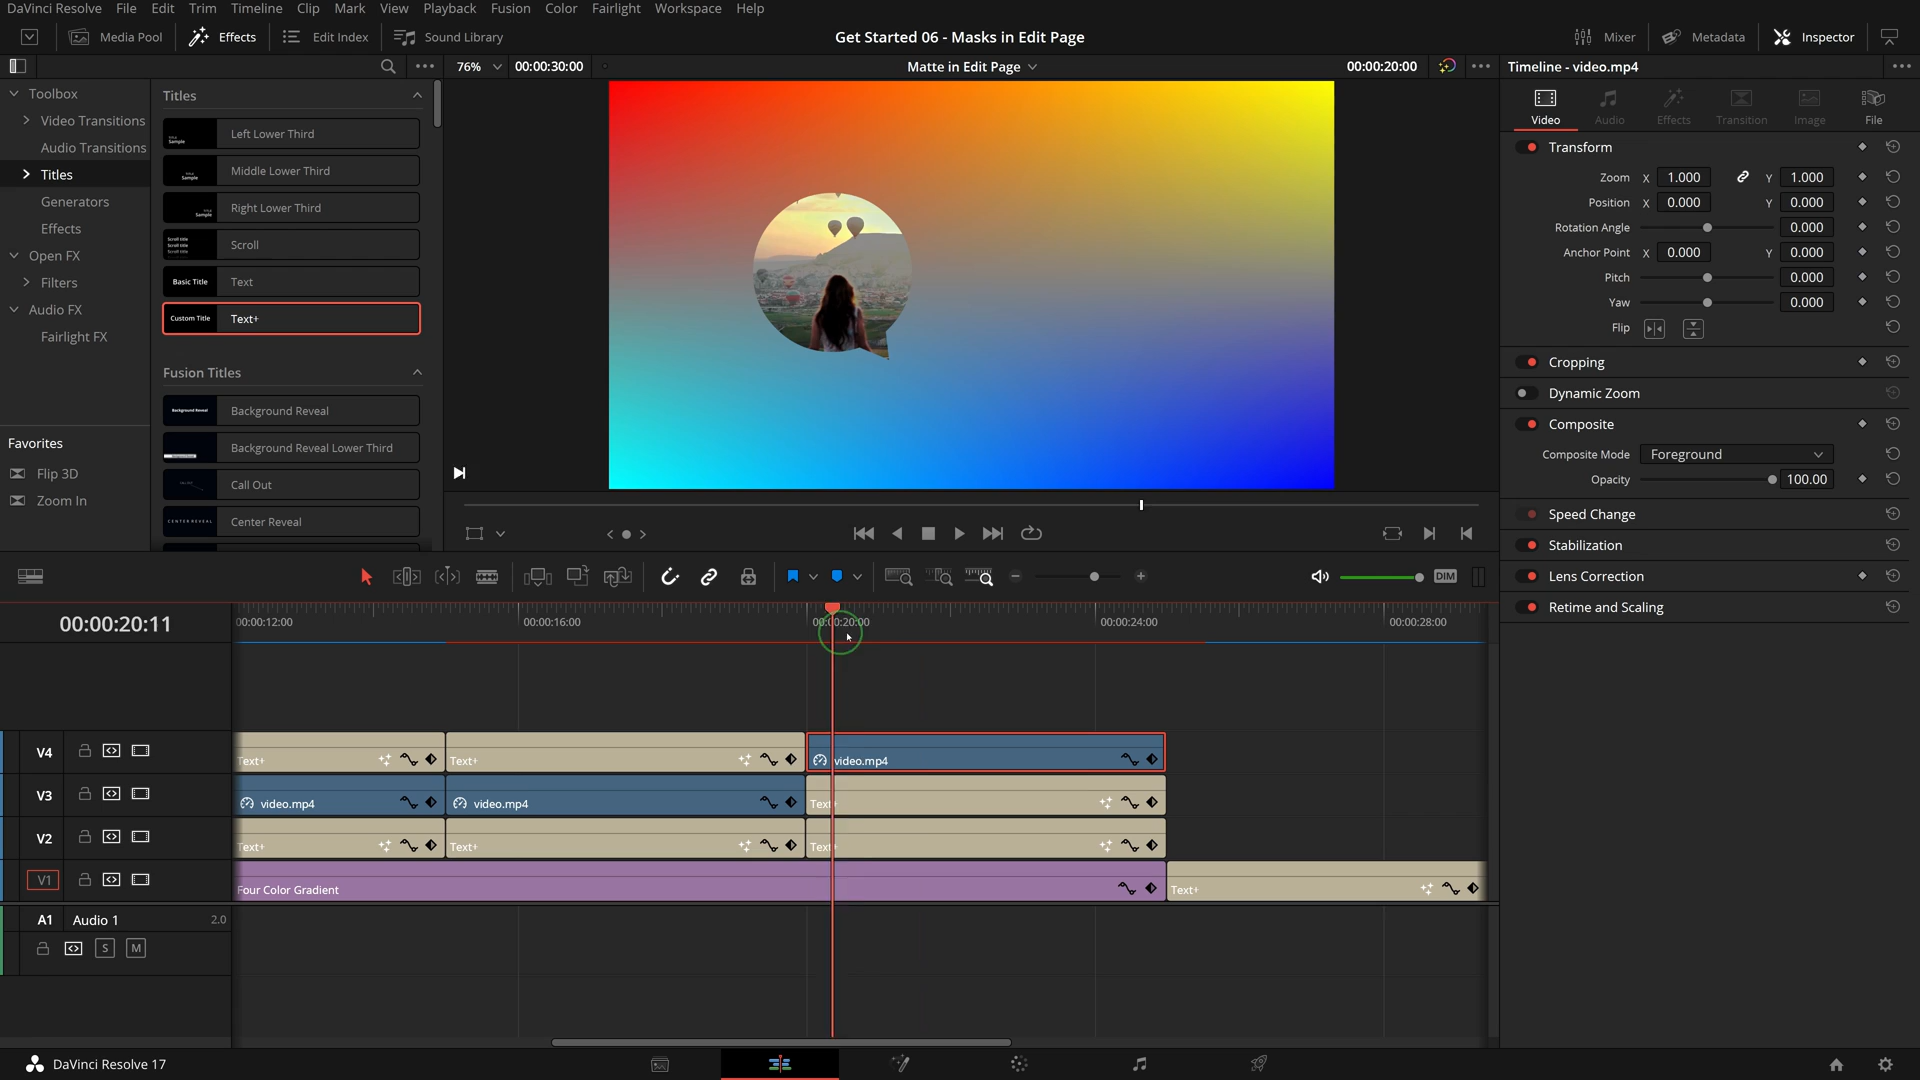 DaVinci Resolve File Edit Trim Timeline Clip Mark View Playback Fusion Color Fairlight Workspace Help
Media Pool Effects Edit Index Sound Library Get Started 06 - Masks in Edit Page Mixer Metadata Inspector
76% 00:00:30:00 Matte in Edit Page 00:00:20:00 Timeline - video.mp4
Toolbox
Video Transitions
Audio Transitions
Titles
Generators
Effects
Open FX
Filters
Audio FX
Fairlight FX
Favorites
Flip 3D
Zoom In
Titles
Left Lower Third
Sample
Middle Lower Third
Sample
Right Lower Third
Sample
Scroll
Scroll title
Scroll title
Scroll title
Basic Title Text
Custom Title Text+
Fusion Titles
Background Reveal Background Reveal
Background Reveal Lower Third
Call Out
CENTER REVEAL Center Reveal
Video Audio Effects Transition Image File
Transform
Zoom X 1.000 Y 1.000
Position X 0.000 Y 0.000
Rotation Angle 0.000
Anchor Point X 0.000 Y 0.000
Pitch 0.000
Yaw 0.000
Flip
Cropping
Dynamic Zoom
Composite
Composite Mode Foreground
Opacity 100.00
Speed Change
Stabilization
Lens Correction
Retime and Scaling
DIM
00:00:20:11 00:00:12:00 00:00:16:00 00:00:20:00 00:00:24:00 00:00:28:00
V4 Text+ Text+ video.mp4
V3 video.mp4 video.mp4 Text
V2 Text+ Text+ Text
V1 Four Color Gradient Text+
A1 Audio 1 2.0
S M
DaVinci Resolve 17